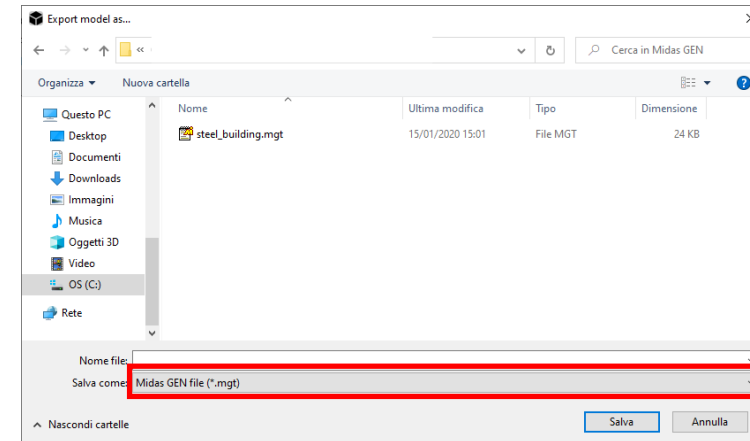 Export model as...
«
Cerca in Midas GEN
Organizza
Nuova cartella
?
Nome
Ultima modifica
Tipo
Dimensione
steel_building.mgt
15/01/2020 15:01
File MGT
24 KB
Questo PC
Desktop
Documenti
Downloads
Immagini
Musica
Oggetti 3D
Video
OS (C:)
Rete
Nome file:
Salva come:
Midas GEN file (*.mgt)
Nascondi cartelle
Salva
Annulla